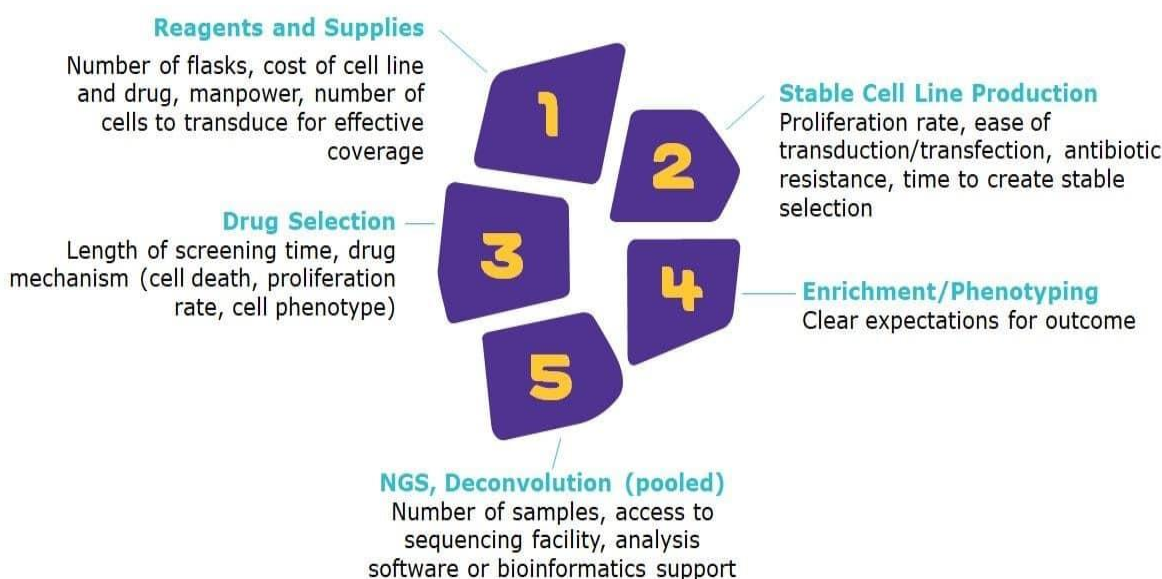 Reagents and Supplies
Number of flasks, cost of cell line
and drug, manpower, number of
cells to transduce for effective
coverage
1
Stable Cell Line Production
Proliferation rate, ease of
transduction/transfection, antibiotic
resistance, time to create stable
selection
2
Drug Selection
Length of screening time, drug
mechanism (cell death, proliferation
rate, cell phenotype)
3
Enrichment/Phenotyping
Clear expectations for outcome
4
5
NGS, Deconvolution (pooled)
Number of samples, access to
sequencing facility, analysis
software or bioinformatics support